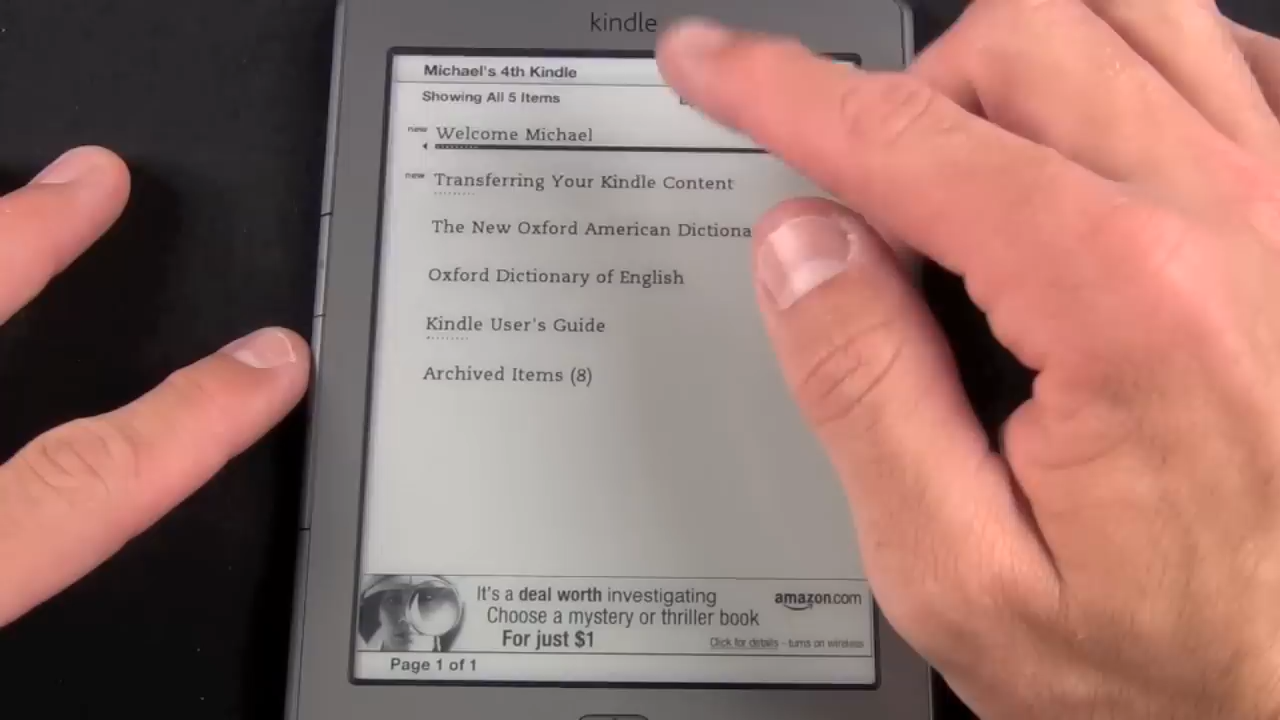 kindle
Michael's 4th Kindle
Showing All 5 Items
new Welcome Michael
new Transferring Your Kindle Content
The New Oxford American
Oxford Dictionary of English
Kindle User's Guide
Archived Items (8)
It's a deal worth investigating
Choose a mystery or thriller book
For just $1
amazon.com
Click for details - turns on wireless
Page 1 of 1